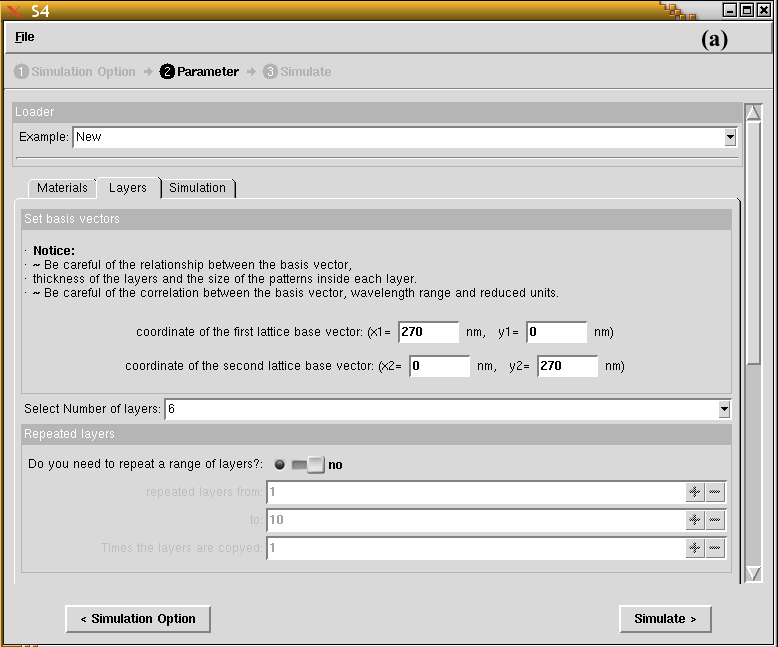 S4
File
(a)
1 Simulation Option → 2 Parameter → 3 Simulate
Loader
Example: New
Materials Layers Simulation
Set basis vectors
· Notice:
· ~ Be careful of the relationship between the basis vector,
· thickness of the layers and the size of the patterns inside each layer.
· ~ Be careful of the correlation between the basis vector, wavelength range and reduced units.
coordinate of the first lattice base vector: (x1= 270 nm, y1= 0 nm)
coordinate of the second lattice base vector: (x2= 0 nm, y2= 270 nm)
Select Number of layers: 6
Repeated layers
Do you need to repeat a range of layers?: no
repeated layers from: 1
to: 10
Times the layers are copyed: 1
< Simulation Option Simulate >